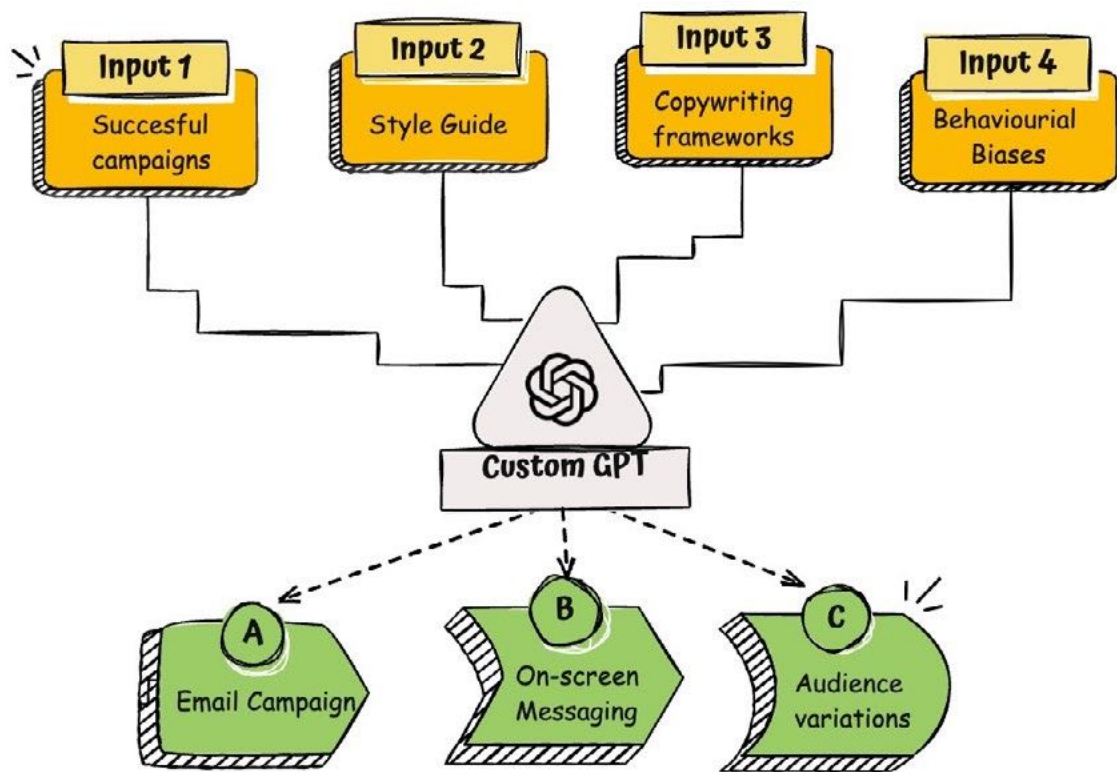 Input 1
Succesful
campaigns
Input 2
Style Guide
Input 3
Copywriting
frameworks
Input 4
Behaviourial
Biases
Custom GPT
A
Email Campaign
B
On-screen
Messaging
C
Audience
variations